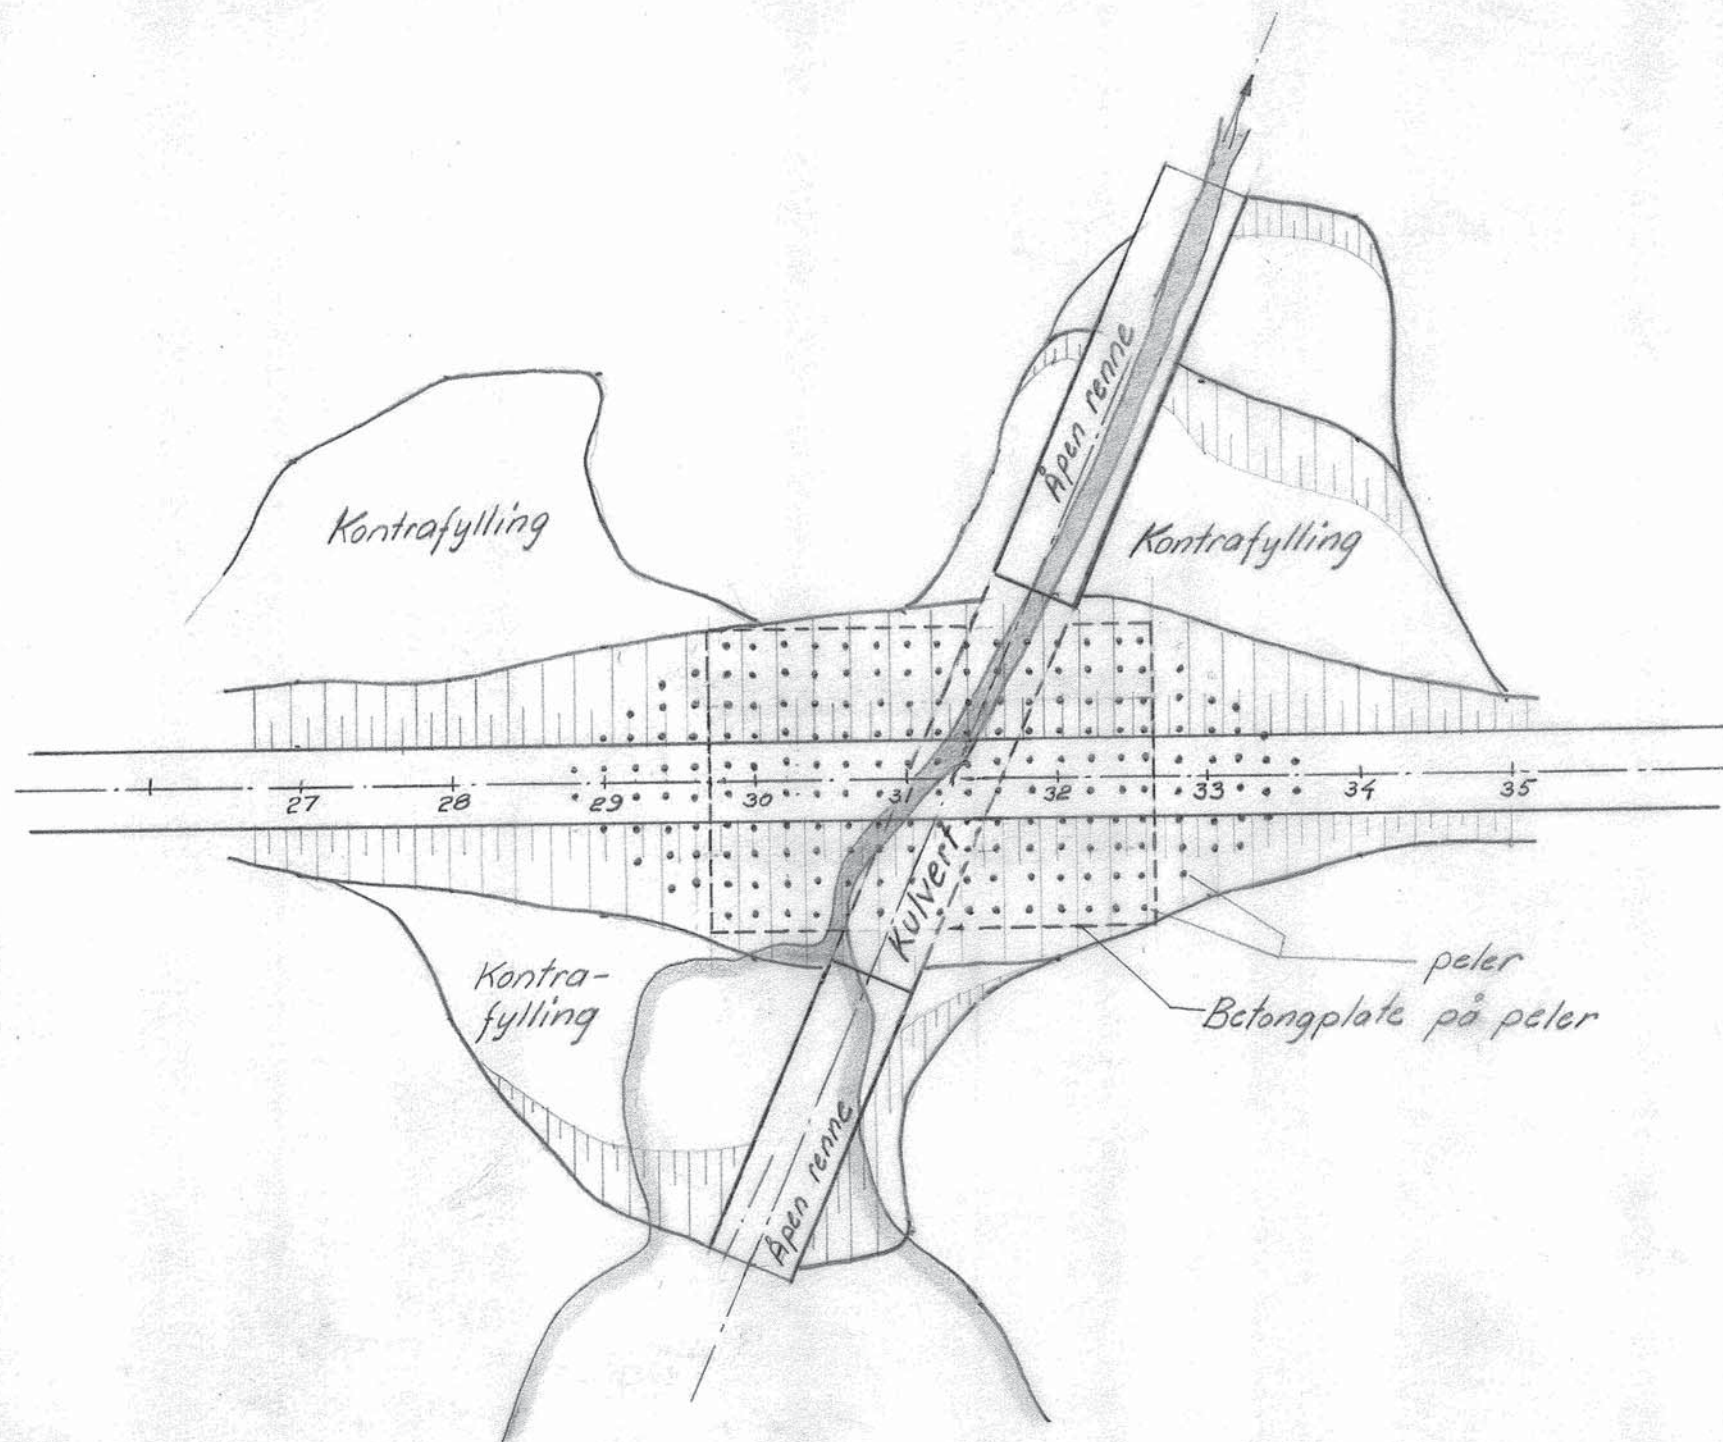 Åpen renne
Kontrafylling
Kontrafylling
27 28 29 30 31 32 33 34 35
Kulvert
Kontra-
fylling
peler
Betongplate på peler
Åpen renne